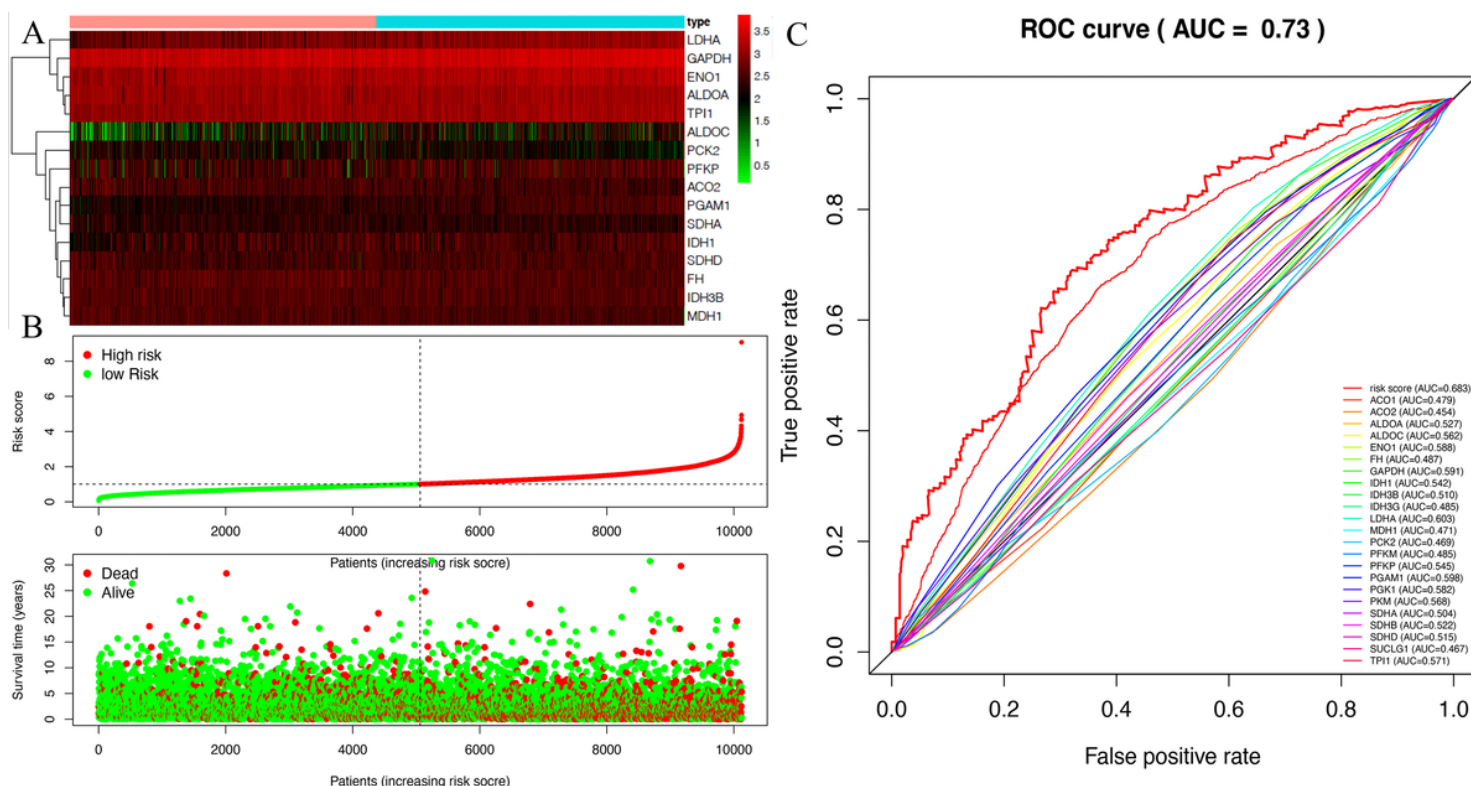 A
type
LDHA
GAPDH
ENO1
ALDOA
TPI1
ALDOC
PCK2
PFKP
ACO2
PGAM1
SDHA
IDH1
SDHD
FH
IDH3B
MDH1
3.5
3
2.5
2
1.5
1
0.5
B
High risk
low Risk
Risk score
8
6
4
2
0
0 2000 4000 6000 8000 10000
Patients (increasing risk socre)
Dead
Alive
Survival time (years)
30
25
20
15
10
5
0
0 2000 4000 6000 8000 10000
Patients (increasing risk socre)
C
ROC curve ( AUC = 0.73 )
True positive rate
1.0
0.8
0.6
0.4
0.2
0.0
risk score (AUC=0.683)
ACO1 (AUC=0.479)
ACO2 (AUC=0.454)
ALDOA (AUC=0.527)
ALDOC (AUC=0.562)
ENO1 (AUC=0.588)
FH (AUC=0.487)
GAPDH (AUC=0.591)
IDH1 (AUC=0.542)
IDH3B (AUC=0.510)
IDH3G (AUC=0.485)
LDHA (AUC=0.603)
MDH1 (AUC=0.471)
PCK2 (AUC=0.469)
PFKM (AUC=0.485)
PFKP (AUC=0.545)
PGAM1 (AUC=0.598)
PGK1 (AUC=0.582)
PKM (AUC=0.568)
SDHA (AUC=0.504)
SDHB (AUC=0.522)
SDHD (AUC=0.515)
SUCLG1 (AUC=0.467)
TPI1 (AUC=0.571)
0.0 0.2 0.4 0.6 0.8 1.0
False positive rate